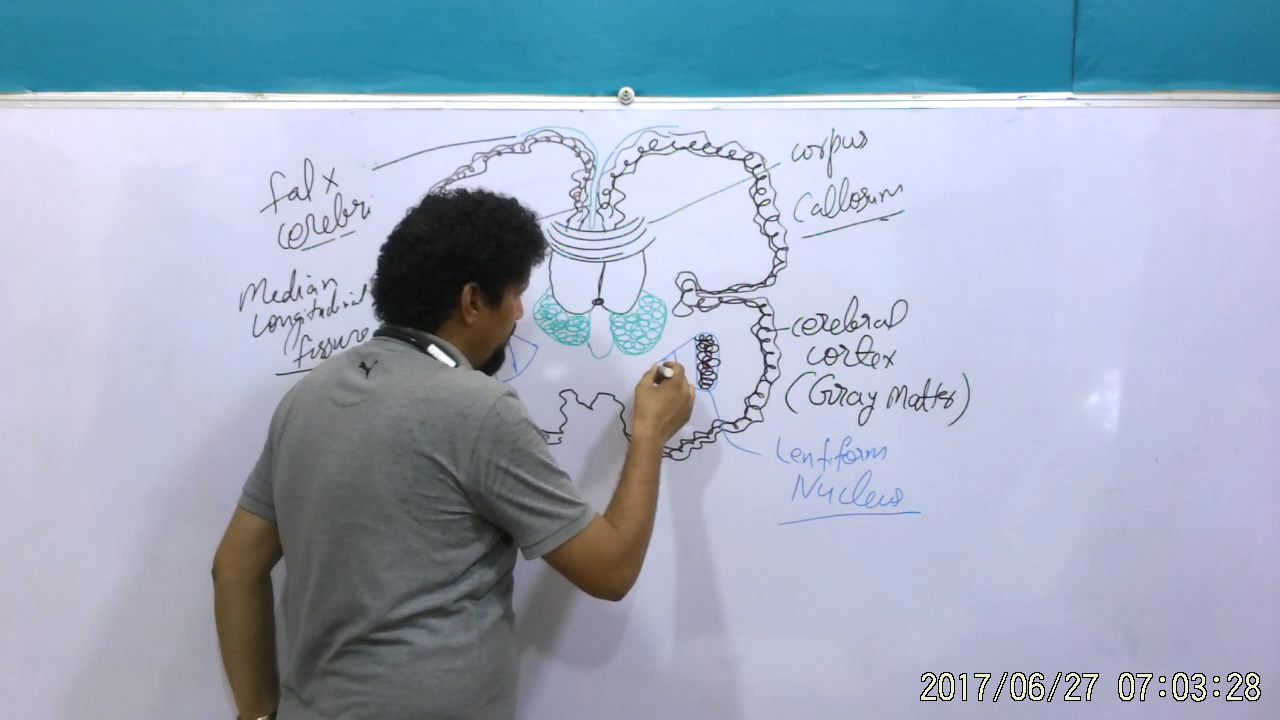 falx
cerebri
Median
Longitudinal
fissure
corpus
Callosum
cerebral
cortex
(Gray Matter)
Lentiform
Nucleus
2017/06/27 07:03:28